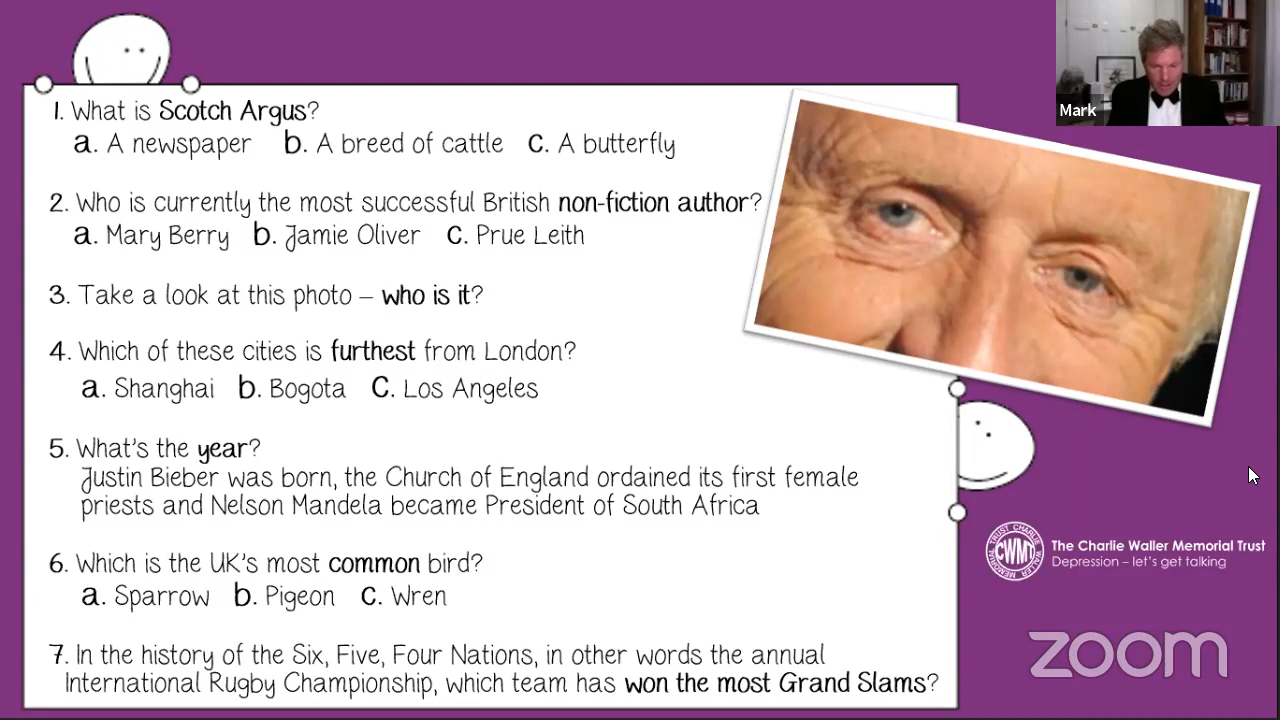 1. What is Scotch Argus?
a. A newspaper b. A breed of cattle c. A butterfly
2. Who is currently the most successful British non-fiction author?
a. Mary Berry b. Jamie Oliver c. Prue Leith
3. Take a look at this photo – who is it?
4. Which of these cities is furthest from London?
a. Shanghai b. Bogota C. Los Angeles
5. What's the year?
Justin Bieber was born, the Church of England ordained its first female
priests and Nelson Mandela became President of South Africa
6. Which is the UK's most common bird?
a. Sparrow b. Pigeon c. Wren
7. In the history of the Six, Five, Four Nations, in other words the annual
International Rugby Championship, which team has won the most Grand Slams?
Mark
CWMT
TRUST CHARLIE WALLER MEMORIAL
The Charlie Waller Memorial Trust
Depression – let's get talking
zoom